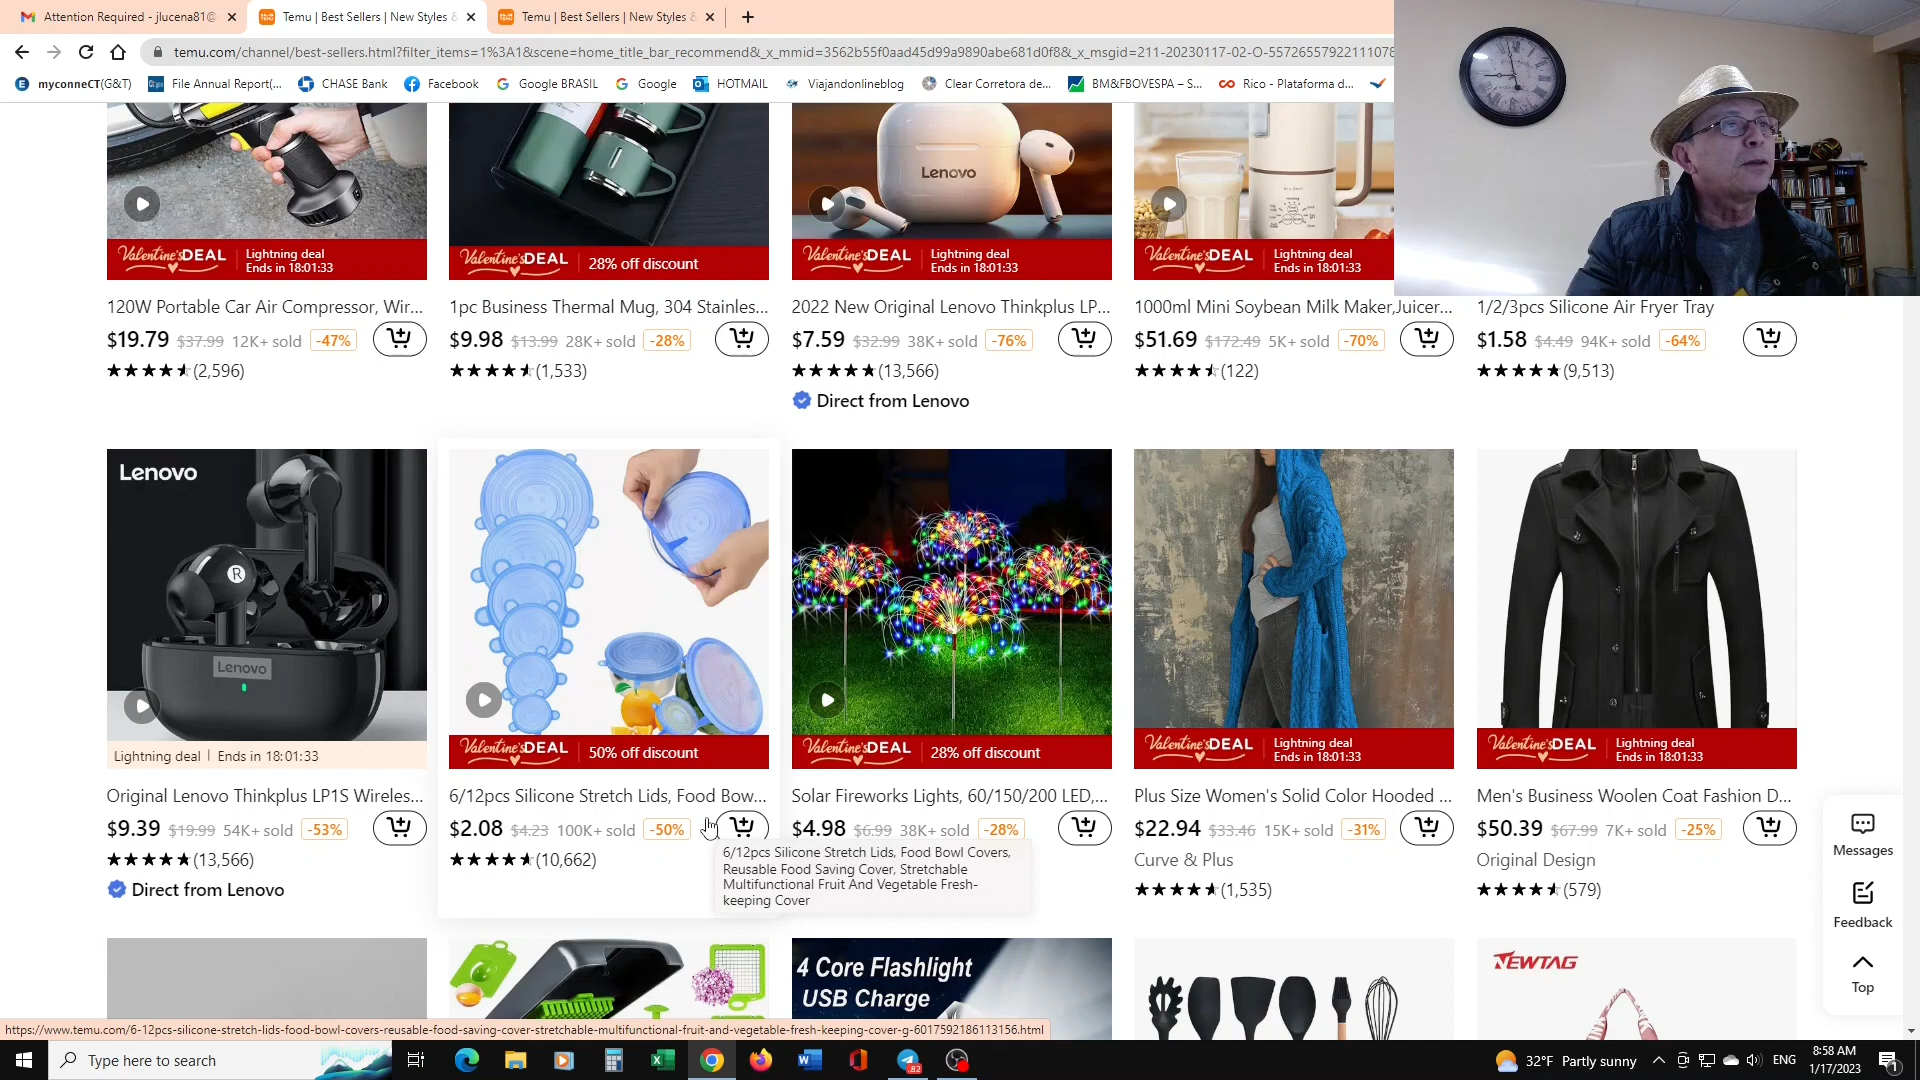 Attention Required - jlucena81@
Temu | Best Sellers | New Styles &
Temu | Best Sellers | New Styles &
temu.com/channel/best-sellers.html?filter_items=1%3A1&scene=home_title_bar_recommend&_x_mmid=3562b55f0aad45d99a9890abe681d0f8&_x_msgid=211-20230117-02-O-557265579221110​78
myconneCT(G&T)
File Annual Report(...
CHASE Bank
Facebook
Google BRASIL
Google
HOTMAIL
Viajandonlineblog
Clear Corretora de...
BM&FBOVESPA – S...
Rico - Plataforma d...
Lenovo
Valentine'sDEAL
Lightning deal
Ends in 18:01:33
Valentine'sDEAL
28% off discount
Valentine'sDEAL
Lightning deal
Ends in 18:01:33
Valentine'sDEAL
Lightning deal
Ends in 18:01:33
120W Portable Car Air Compressor, Wir...
$19.79 $37.99 12K+ sold -47%
(2,596)
1pc Business Thermal Mug, 304 Stainles...
$9.98 $13.99 28K+ sold -28%
(1,533)
2022 New Original Lenovo Thinkplus LP...
$7.59 $32.99 38K+ sold -76%
(13,566)
Direct from Lenovo
1000ml Mini Soybean Milk Maker,Juicer...
$51.69 $172.49 5K+ sold -70%
(122)
1/2/3pcs Silicone Air Fryer Tray
$1.58 $4.49 94K+ sold -64%
(9,513)
Lenovo
R
Lenovo
Lightning deal | Ends in 18:01:33
Valentine'sDEAL
50% off discount
Valentine'sDEAL
28% off discount
Valentine'sDEAL
Lightning deal
Ends in 18:01:33
Valentine'sDEAL
Lightning deal
Ends in 18:01:33
Original Lenovo Thinkplus LP1S Wireles...
$9.39 $19.99 54K+ sold -53%
(13,566)
Direct from Lenovo
6/12pcs Silicone Stretch Lids, Food Bow...
$2.08 $4.23 100K+ sold -50%
(10,662)
6/12pcs Silicone Stretch Lids, Food Bowl Covers,
Reusable Food Saving Cover, Stretchable
Multifunctional Fruit And Vegetable Fresh-
keeping Cover
Solar Fireworks Lights, 60/150/200 LED,...
$4.98 $6.99 38K+ sold -28%
Plus Size Women's Solid Color Hooded ...
$22.94 $33.46 15K+ sold -31%
Curve & Plus
(1,535)
Men's Business Woolen Coat Fashion D...
$50.39 $67.99 7K+ sold -25%
Original Design
(579)
Messages
Feedback
Top
4 Core Flashlight
USB Charge
NEWTAG
https://www.temu.com/6-12pcs-silicone-stretch-lids-food-bowl-covers-reusable-food-saving-cover-stretchable-multifunctional-fruit-and-vegetable-fresh-keeping-cover-g-6017592186113156.html
Type here to search
82
32°F Partly sunny
ENG
8:58 AM
1/17/2023
1